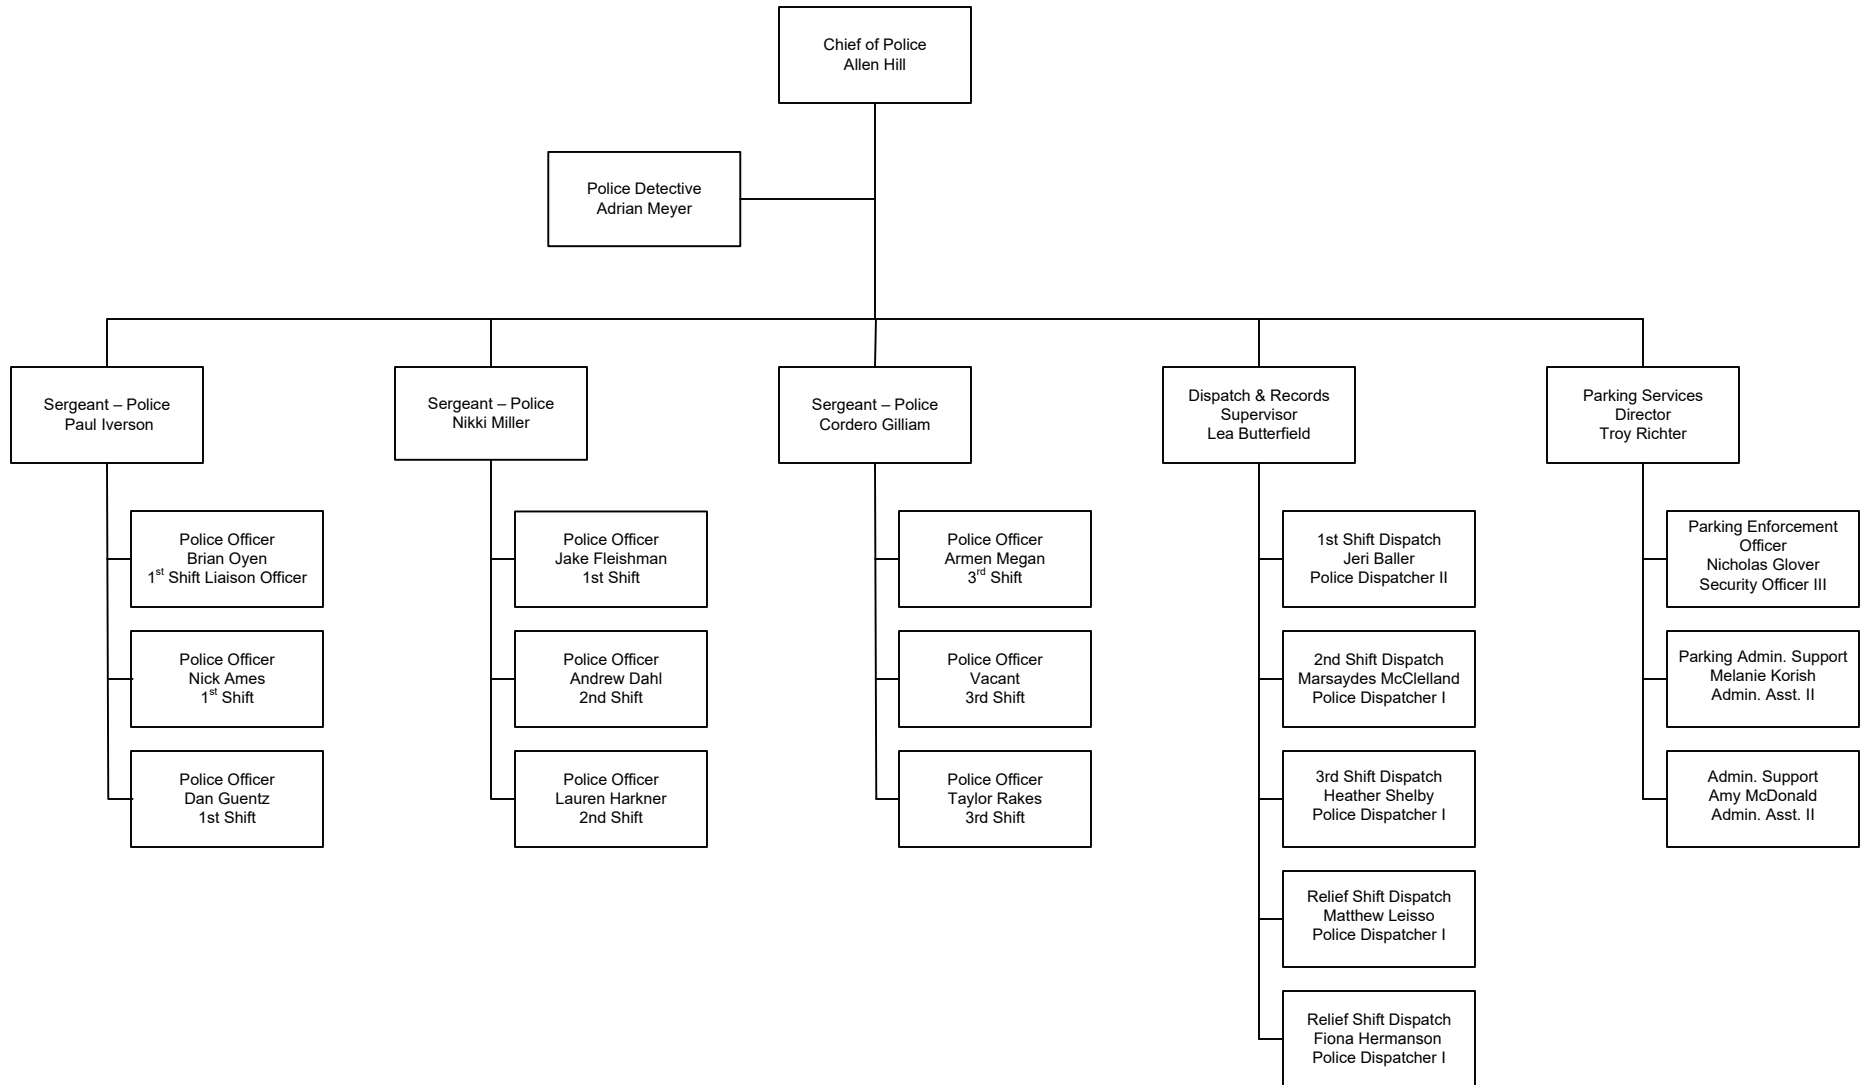 Chief of Police
Allen Hill
Police Detective
Adrian Meyer
Sergeant – Police
Paul Iverson
Sergeant – Police
Nikki Miller
Sergeant – Police
Cordero Gilliam
Dispatch & Records
Supervisor
Lea Butterfield
Parking Services
Director
Troy Richter
Police Officer
Brian Oyen
1st Shift Liaison Officer
Police Officer
Nick Ames
1st Shift
Police Officer
Dan Guentz
1st Shift
Police Officer
Jake Fleishman
1st Shift
Police Officer
Andrew Dahl
2nd Shift
Police Officer
Lauren Harkner
2nd Shift
Police Officer
Armen Megan
3rd Shift
Police Officer
Vacant
3rd Shift
Police Officer
Taylor Rakes
3rd Shift
1st Shift Dispatch
Jeri Baller
Police Dispatcher II
2nd Shift Dispatch
Marsaydes McClelland
Police Dispatcher I
3rd Shift Dispatch
Heather Shelby
Police Dispatcher I
Relief Shift Dispatch
Matthew Leisso
Police Dispatcher I
Relief Shift Dispatch
Fiona Hermanson
Police Dispatcher I
Parking Enforcement
Officer
Nicholas Glover
Security Officer III
Parking Admin. Support
Melanie Korish
Admin. Asst. II
Admin. Support
Amy McDonald
Admin. Asst. II